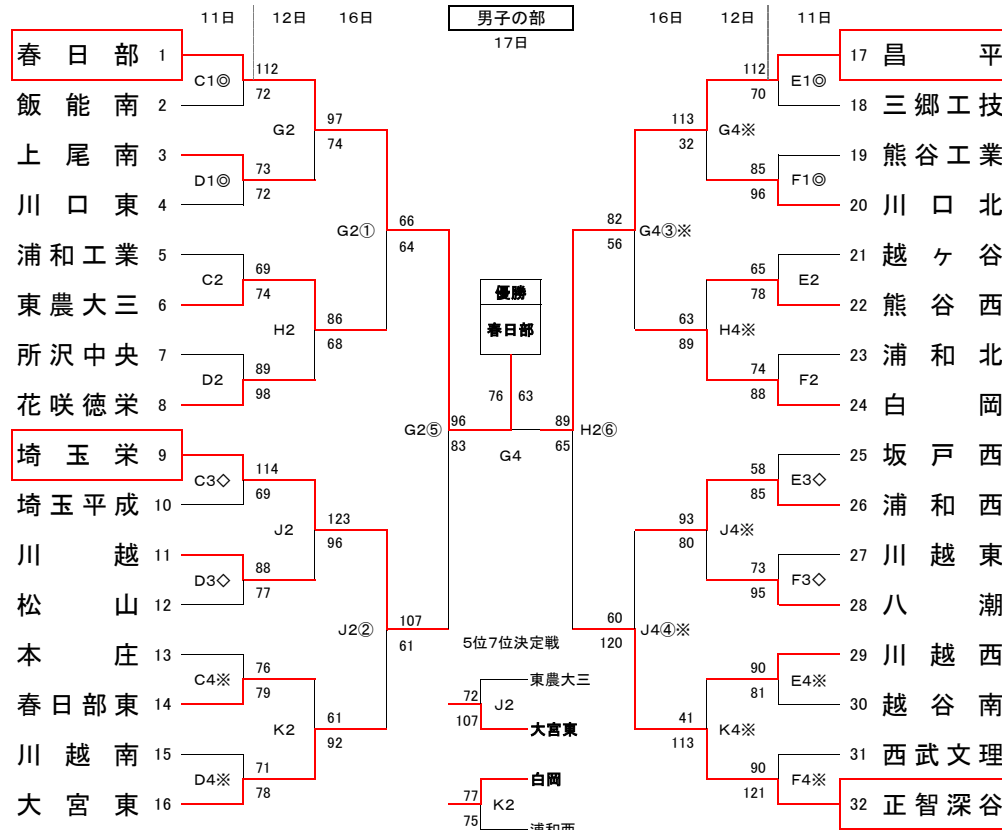 11日 12日 16日 男子の部 16日 12日 11日
17日
春日部 1
飯能南 2
上尾南 3
川口東 4
浦和工業 5
東農大三 6
所沢中央 7
花咲徳栄 8
埼玉栄 9
埼玉平成 10
川越 11
松山 12
本庄 13
春日部東 14
川越南 15
大宮東 16
C1◎ 112 72
D1◎ 73 72
C2 69 74
D2 89 98
C3◇ 114 69
D3◇ 88 77
C4※ 76 79
D4※ 71 78
G2 97 74
H2 86 68
J2 123 96
K2 61 92
G2① 66 64
J2② 107 61
G2⑤ 96 83
優勝
春日部
76 63
G4
89 65 H2⑥
82 56 G4③※
60 120 J4④※
113 32 G4※
63 89 H4※
93 80 J4※
41 113 K4※
112 70 E1◎
85 96 F1◎
65 78 E2
74 88 F2
58 85 E3◇
73 95 F3◇
90 81 E4※
90 121 F4※
17 昌平
18 三郷工技
19 熊谷工業
20 川口北
21 越ヶ谷
22 熊谷西
23 浦和北
24 白岡
25 坂戸西
26 浦和西
27 川越東
28 八潮
29 川越西
30 越谷南
31 西武文理
32 正智深谷
5位7位決定戦
東農大三
72 J2
107
大宮東
白岡
77 K2
75
浦和西